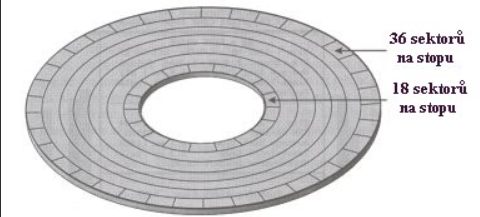 36 sektorů
na stopu
18 sektorů
na stopu